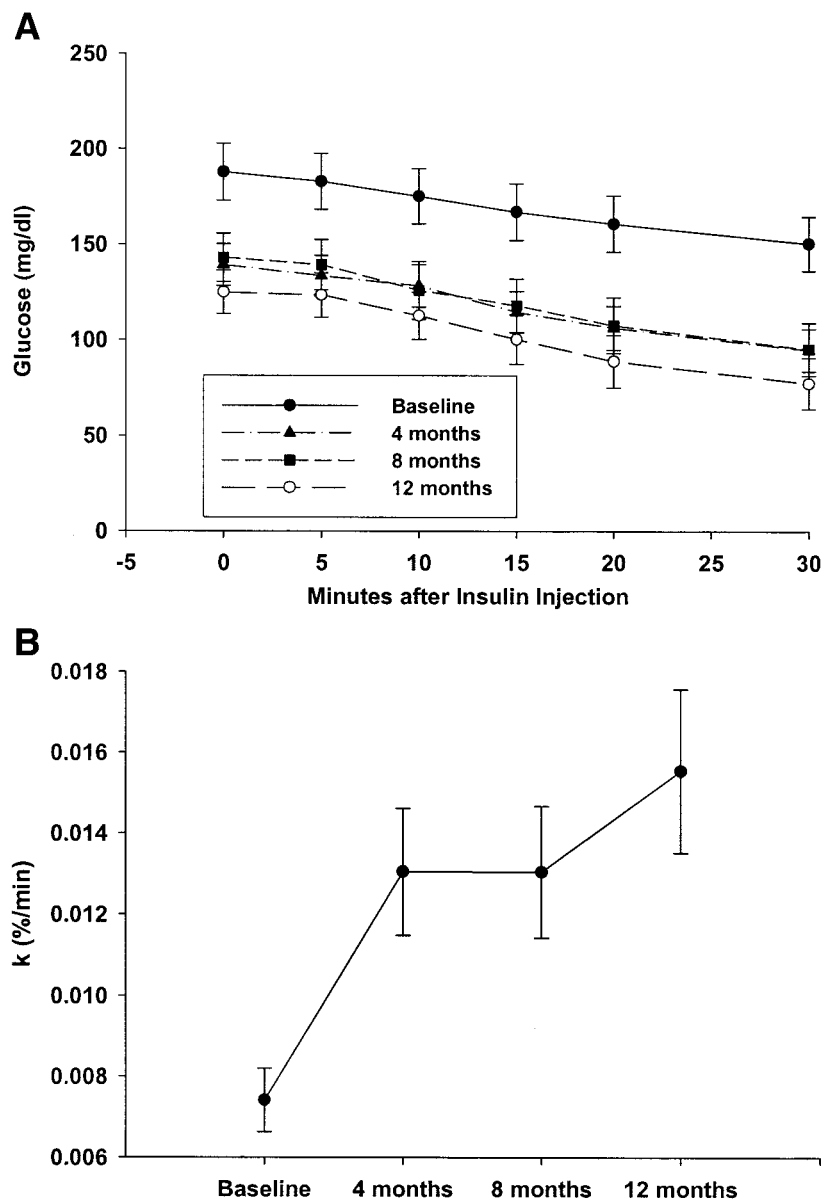 A
250
200
150
100
50
0
Glucose (mg/dl)
Baseline
4 months
8 months
12 months
-5 0 5 10 15 20 25 30
Minutes after Insulin Injection
B
0.018
0.016
0.014
0.012
0.010
0.008
0.006
k (%/min)
Baseline 4 months 8 months 12 months